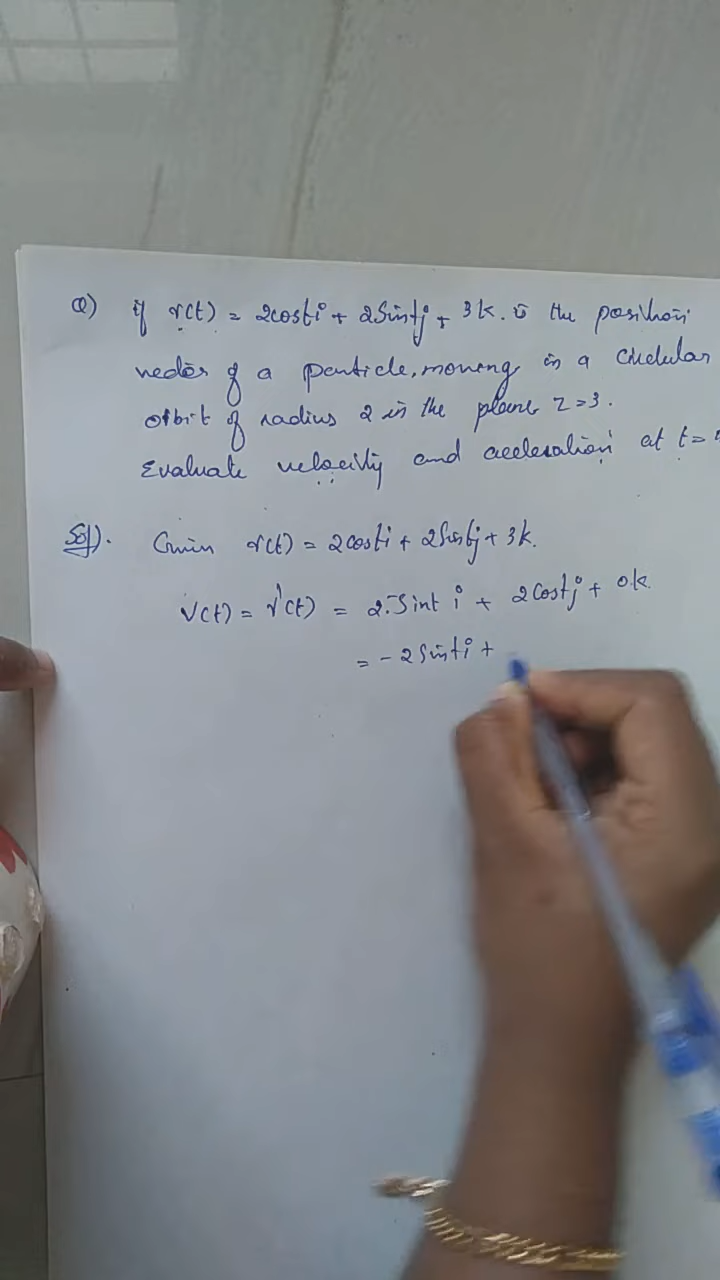 Q) if r(t) = 2cost i + 2Sint j + 3k. is the position
vector of a particle, moving in a circular
orbit of radius 2 in the plane Z=3.
Evaluate velocity and acceleration at t=
Sol). Given r(t) = 2cost i + 2Sint j + 3k.
V(t) = r'(t) = 2.-Sint i + 2Cost j + 0k.
= -2Sint i +